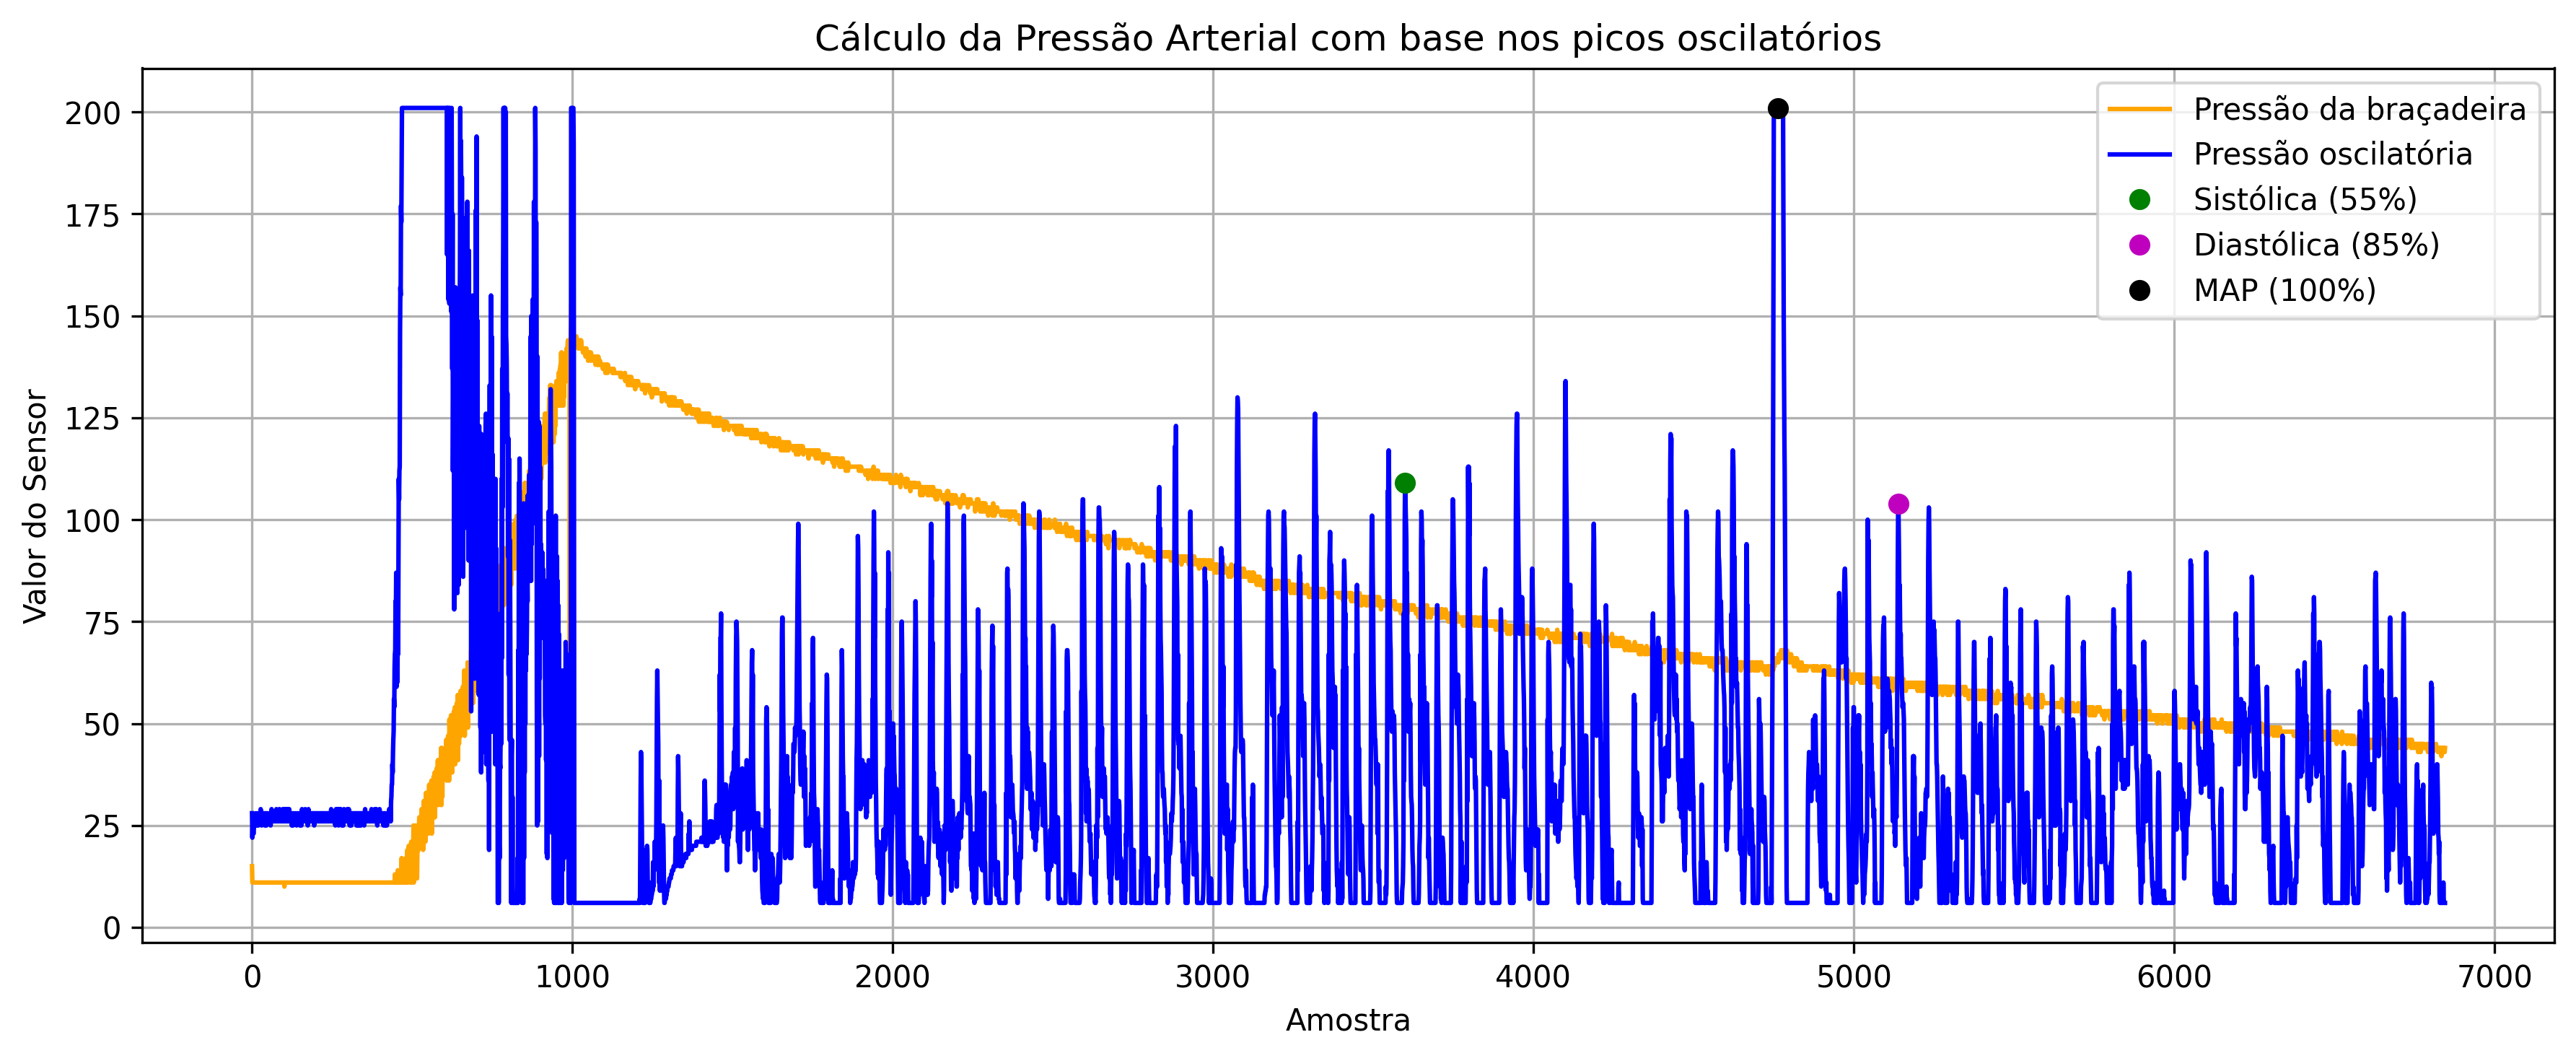 Cálculo da Pressão Arterial com base nos picos oscilatórios
Valor do Sensor
200
175
150
125
100
75
50
25
0
Pressão da braçadeira
Pressão oscilatória
Sistólica (55%)
Diastólica (85%)
MAP (100%)
0 1000 2000 3000 4000 5000 6000 7000
Amostra